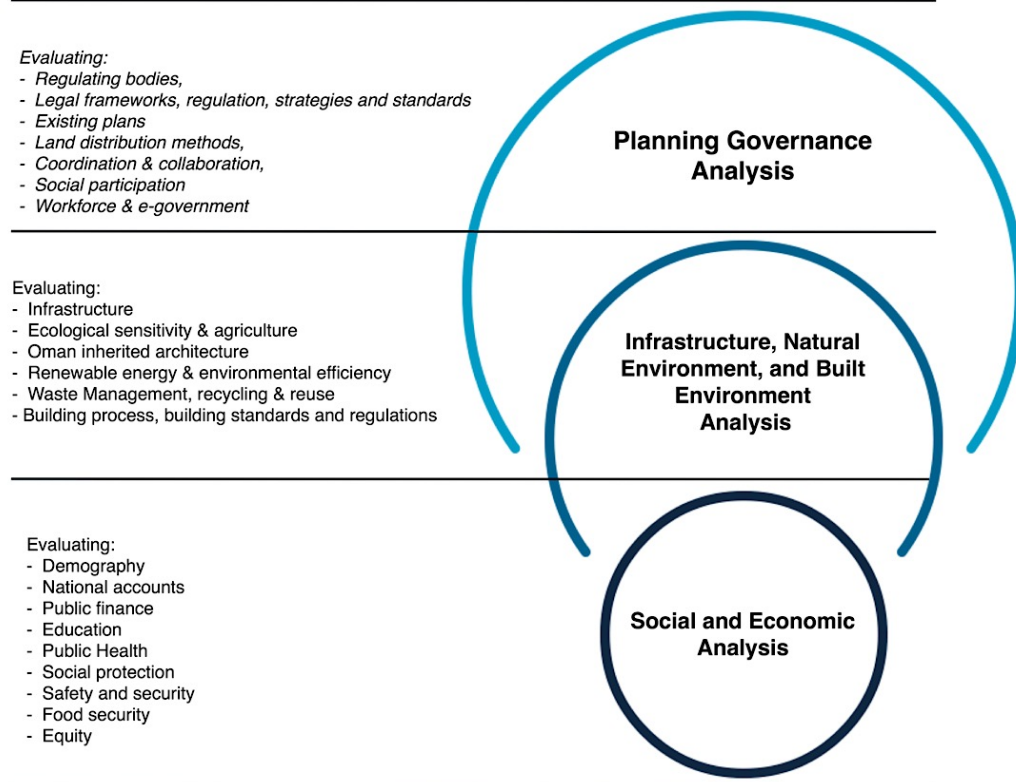 Evaluating:
- Regulating bodies,
- Legal frameworks, regulation, strategies and standards
- Existing plans
- Land distribution methods,
- Coordination & collaboration,
- Social participation
- Workforce & e-government
Planning Governance
Analysis
Evaluating:
- Infrastructure
- Ecological sensitivity & agriculture
- Oman inherited architecture
- Renewable energy & environmental efficiency
- Waste Management, recycling & reuse
- Building process, building standards and regulations
Infrastructure, Natural
Environment, and Built
Environment
Analysis
Evaluating:
- Demography
- National accounts
- Public finance
- Education
- Public Health
- Social protection
- Safety and security
- Food security
- Equity
Social and Economic
Analysis